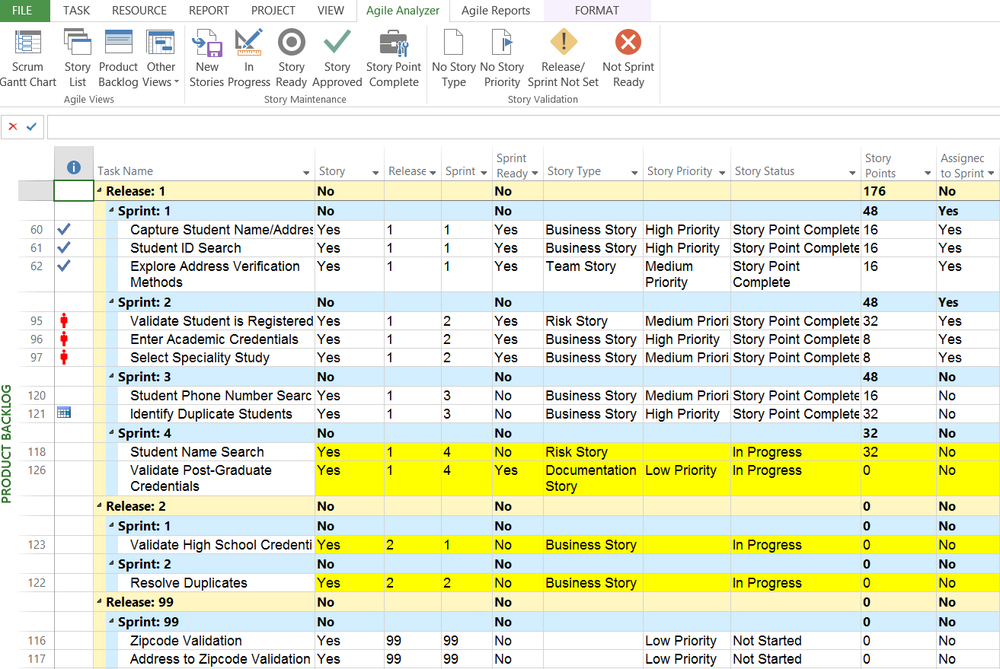 FILE TASK RESOURCE REPORT PROJECT VIEW Agile Analyzer Agile Reports FORMAT
Scrum Gantt Chart
Story List
Product Backlog
Other Views
New Stories
In Progress
Story Ready
Story Approved
Story Point Complete
No Story Type
No Story Priority
Release/ Sprint Not Set
Not Sprint Ready
Agile Views Story Maintenance Story Validation
Task Name Story Release Sprint Sprint Ready Story Type Story Priority Story Status Story Points Assignec to Sprint
Release: 1 No No 176 No
Sprint: 1 No No 48 Yes
60 Capture Student Name/Addres Yes 1 1 Yes Business Story High Priority Story Point Complete 16 Yes
61 Student ID Search Yes 1 1 Yes Business Story High Priority Story Point Complete 16 Yes
62 Explore Address Verification Methods Yes 1 1 Yes Team Story Medium Priority Story Point Complete 16 Yes
Sprint: 2 No No 48 Yes
95 Validate Student is Registered Yes 1 2 Yes Risk Story Medium Priori Story Point Complete 32 Yes
96 Enter Academic Credentials Yes 1 2 Yes Business Story High Priority Story Point Complete 8 Yes
97 Select Speciality Study Yes 1 2 Yes Business Story Medium Priori Story Point Complete 8 Yes
Sprint: 3 No No 48 No
120 Student Phone Number Searc Yes 1 3 No Business Story Medium Priori Story Point Complete 16 No
121 Identify Duplicate Students Yes 1 3 No Business Story High Priority Story Point Complete 32 No
Sprint: 4 No No 32 No
118 Student Name Search Yes 1 4 No Risk Story In Progress 32 No
126 Validate Post-Graduate Credentials Yes 1 4 Yes Documentation Story Low Priority In Progress 0 No
Release: 2 No No 0 No
Sprint: 1 No No 0 No
123 Validate High School Credenti Yes 2 1 No Business Story In Progress 0 No
Sprint: 2 No No 0 No
122 Resolve Duplicates Yes 2 2 No Business Story In Progress 0 No
Release: 99 No No 0 No
Sprint: 99 No No 0 No
116 Zipcode Validation Yes 99 99 No Low Priority Not Started 0 No
117 Address to Zipcode Validation Yes 99 99 No Low Priority Not Started 0 No
PRODUCT BACKLOG